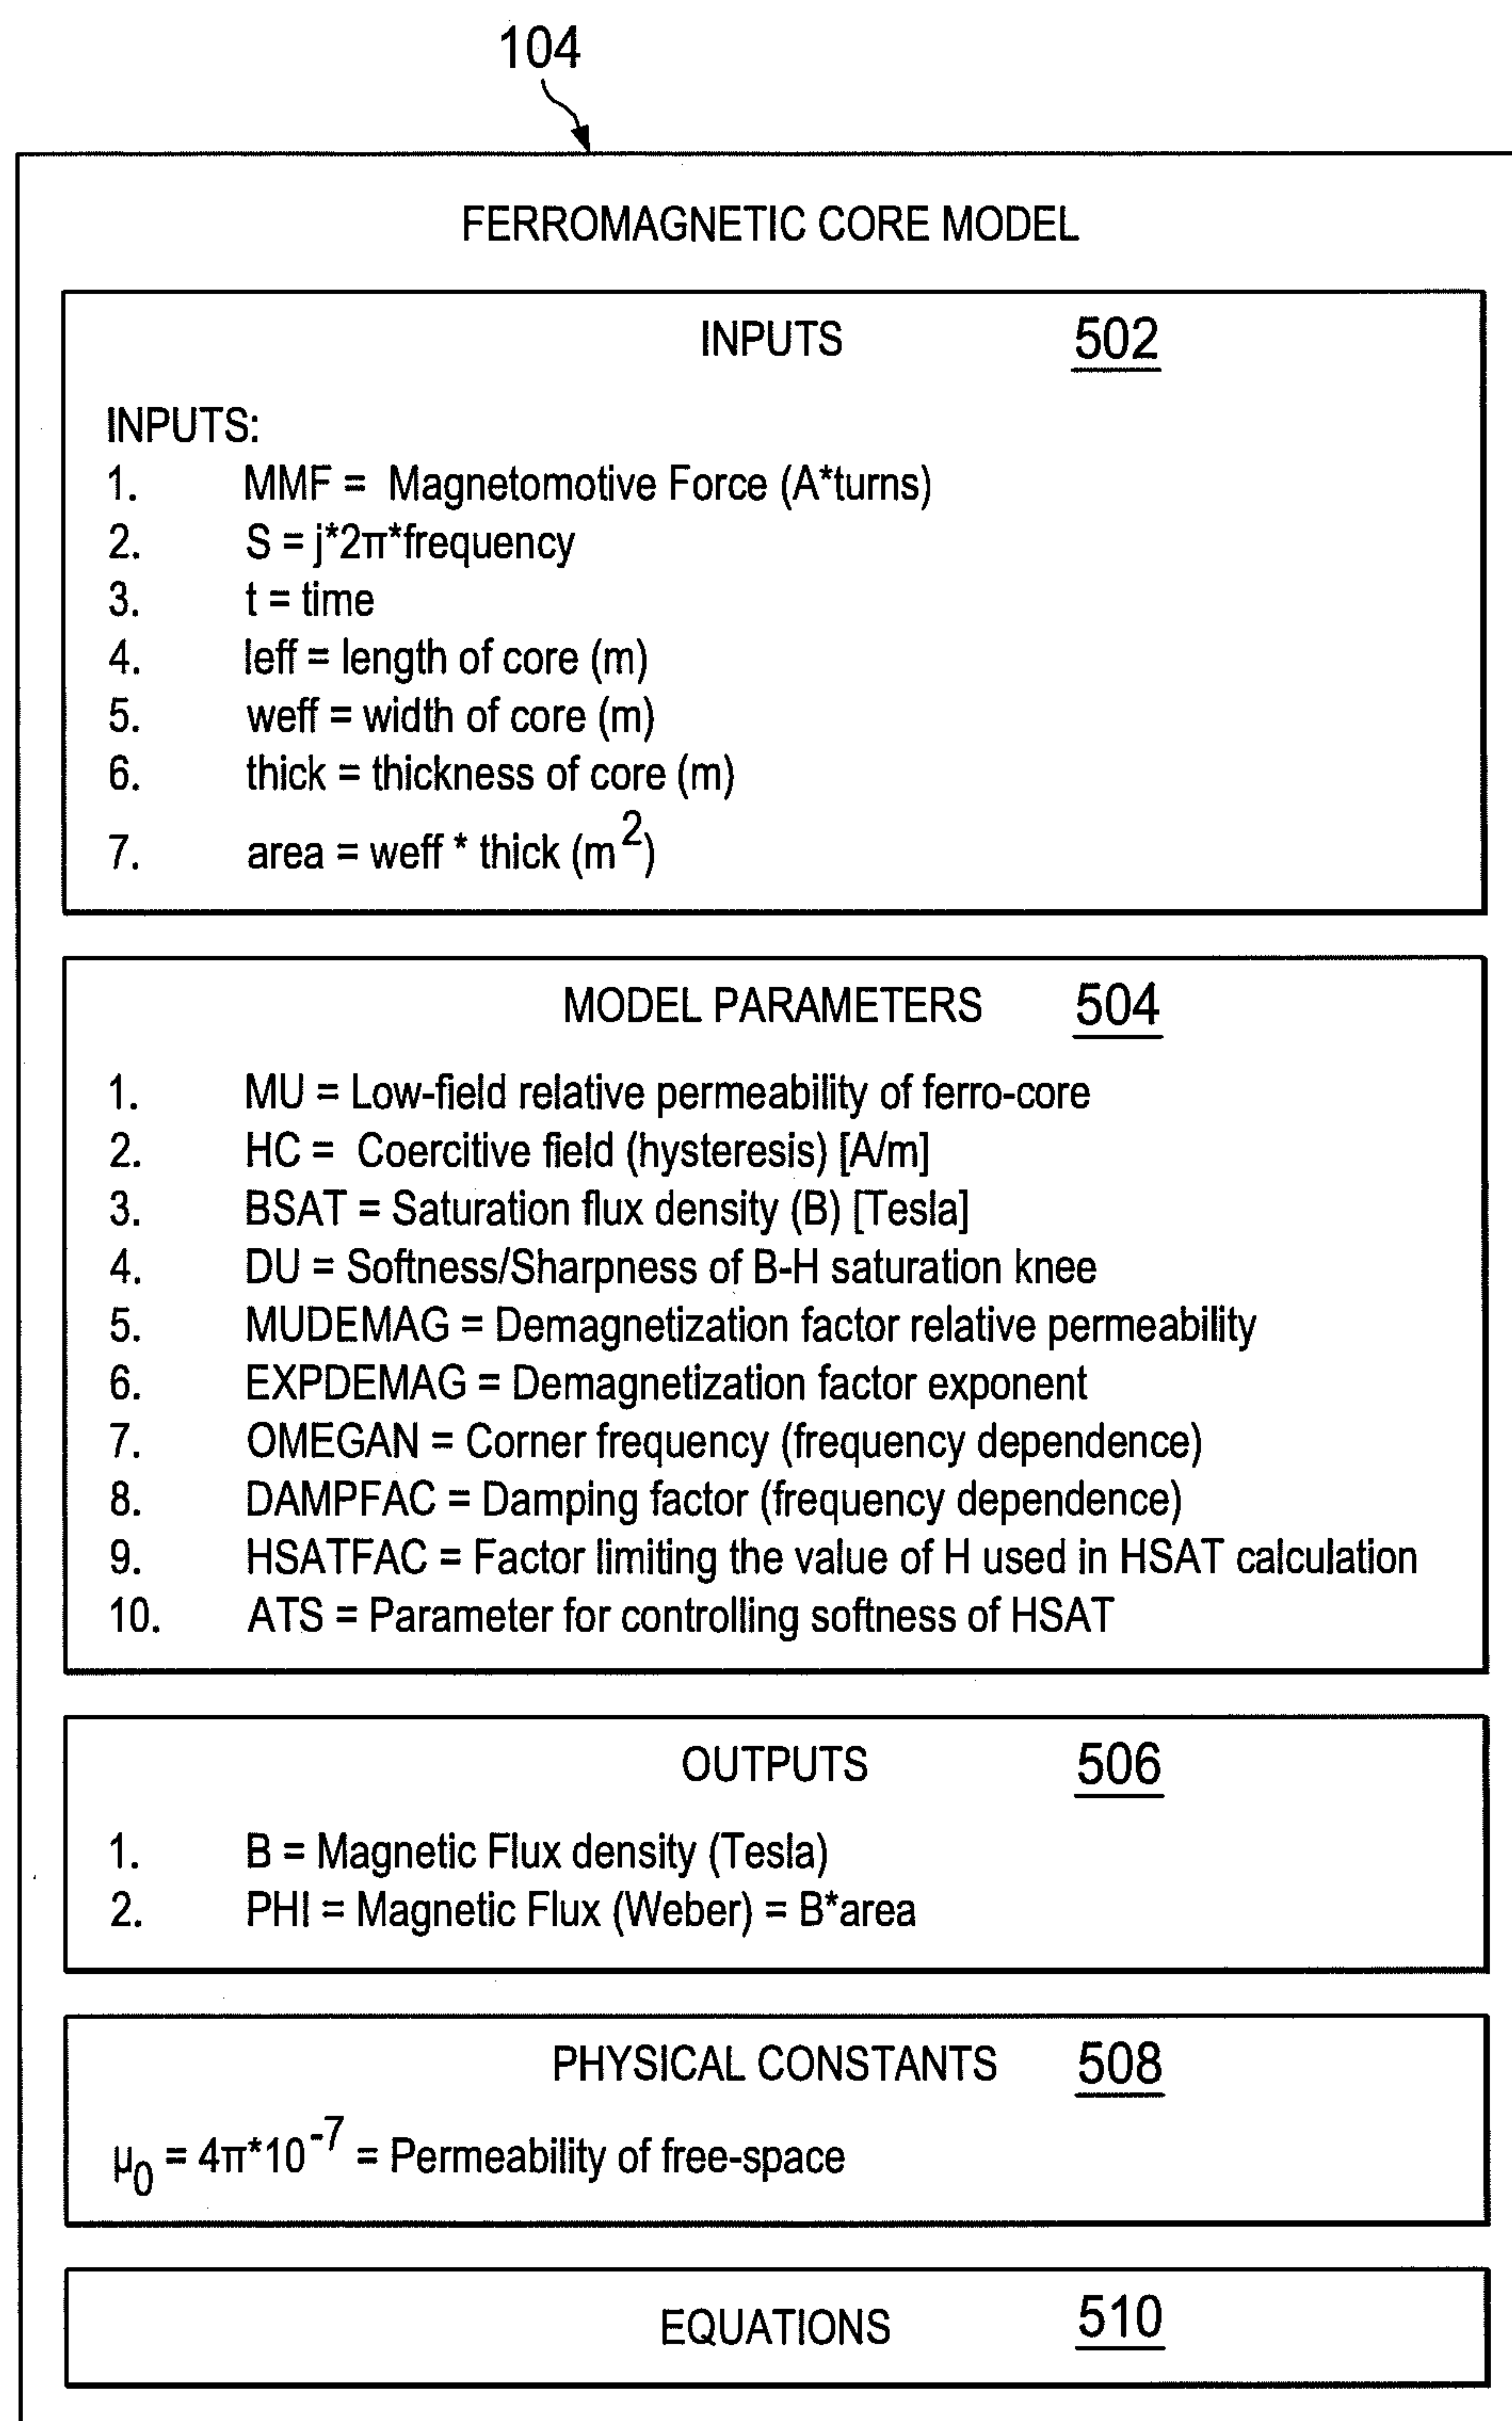 104
FERROMAGNETIC CORE MODEL
INPUTS 502
INPUTS:
1. MMF = Magnetomotive Force (A*turns)
2. S = j*2π*frequency
3. t = time
4. leff = length of core (m)
5. weff = width of core (m)
6. thick = thickness of core (m)
7. area = weff * thick (m²)
MODEL PARAMETERS 504
1. MU = Low-field relative permeability of ferro-core
2. HC = Coercitive field (hysteresis) [A/m]
3. BSAT = Saturation flux density (B) [Tesla]
4. DU = Softness/Sharpness of B-H saturation knee
5. MUDEMAG = Demagnetization factor relative permeability
6. EXPDEMAG = Demagnetization factor exponent
7. OMEGAN = Corner frequency (frequency dependence)
8. DAMPFAC = Damping factor (frequency dependence)
9. HSATFAC = Factor limiting the value of H used in HSAT calculation
10. ATS = Parameter for controlling softness of HSAT
OUTPUTS 506
1. B = Magnetic Flux density (Tesla)
2. PHI = Magnetic Flux (Weber) = B*area
PHYSICAL CONSTANTS 508
μ₀ = 4π*10⁻⁷ = Permeability of free-space
EQUATIONS 510